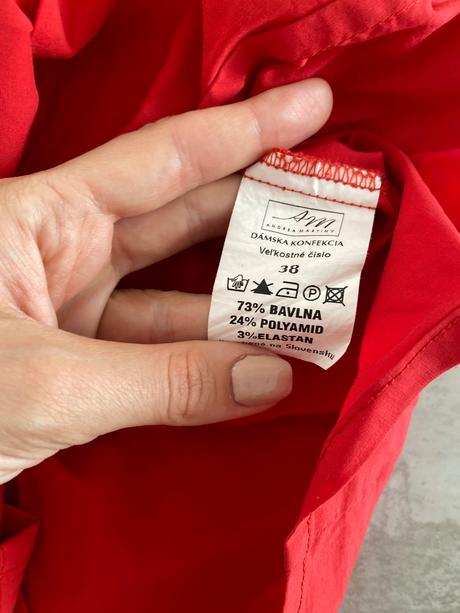 AM
ANDREA MARTINY
DÁMSKA KONFEKCIA
Veľkostné číslo
38
P
73% BAVLNA
24% POLYAMID
3% ELASTAN
na Slovensku